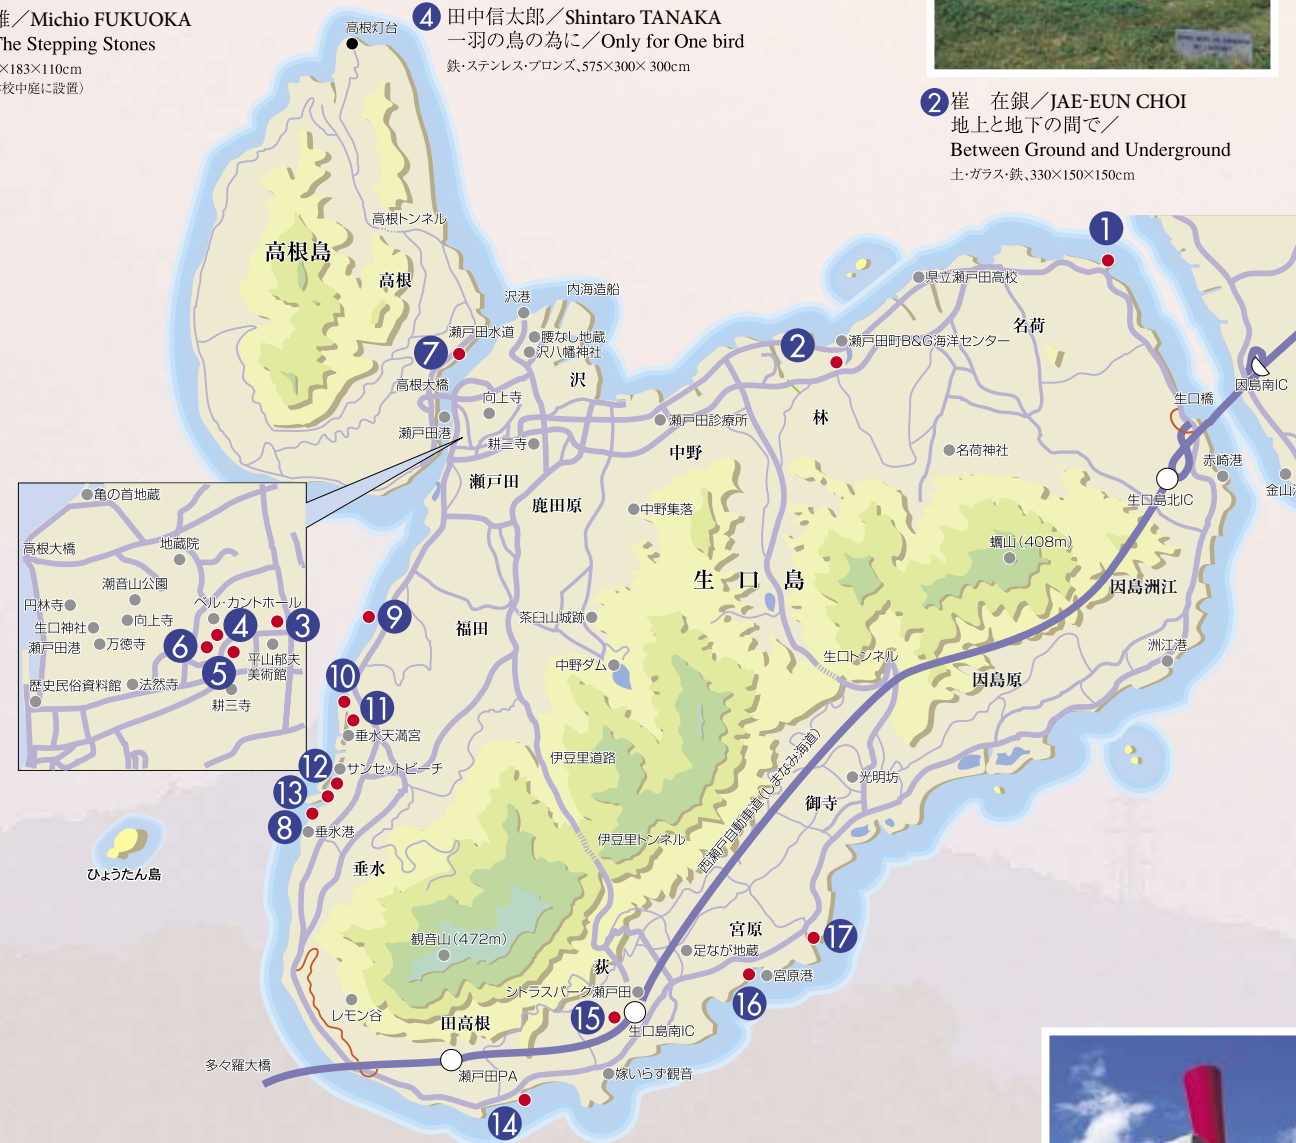 雅／Michio FUKUOKA
The Stepping Stones
×183×110cm
校中庭に設置）
4 田中信太郎／Shintaro TANAKA
一羽の鳥の為に／Only for One bird
鉄・ステンレス・ブロンズ、575×300×300cm
2 崔　在銀／JAE-EUN CHOI
地上と地下の間で／
Between Ground and Underground
土・ガラス・鉄、330×150×150cm
高根灯台
高根トンネル
高根島
高根
1
沢港
内海造船
県立瀬戸田高校
名荷
瀬戸田水道
腰なし地蔵
沢八幡神社
7
2
瀬戸田町B&G海洋センター
沢
高根大橋
向上寺
因島南IC
生口橋
瀬戸田港
耕三寺
瀬戸田診療所
林
中野
名荷神社
赤崎港
瀬戸田
鹿田原
中野集落
生口島北IC
金山
亀の首地蔵
高根大橋
地蔵院
潮音山公園
円林寺
ベル・カントホール
生口神社
向上寺
瀬戸田港
万徳寺
6
4
3
5
平山郁夫
美術館
歴史民俗資料館
法然寺
耕三寺
蠣山(408m)
生口島
因島洲江
9
福田
茶臼山城跡
中野ダム
生口トンネル
洲江港
因島原
10
11
垂水天満宮
12
サンセットビーチ
13
8
垂水港
伊豆里道路
西瀬戸自動車道(しまなみ海道)
光明坊
御寺
伊豆里トンネル
ひょうたん島
垂水
観音山(472m)
宮原
17
足なが地蔵
荻
宮原港
16
シトラスパーク瀬戸田
15
レモン谷
田高根
生口島南IC
多々羅大橋
瀬戸田PA
嫁いらず観音
14